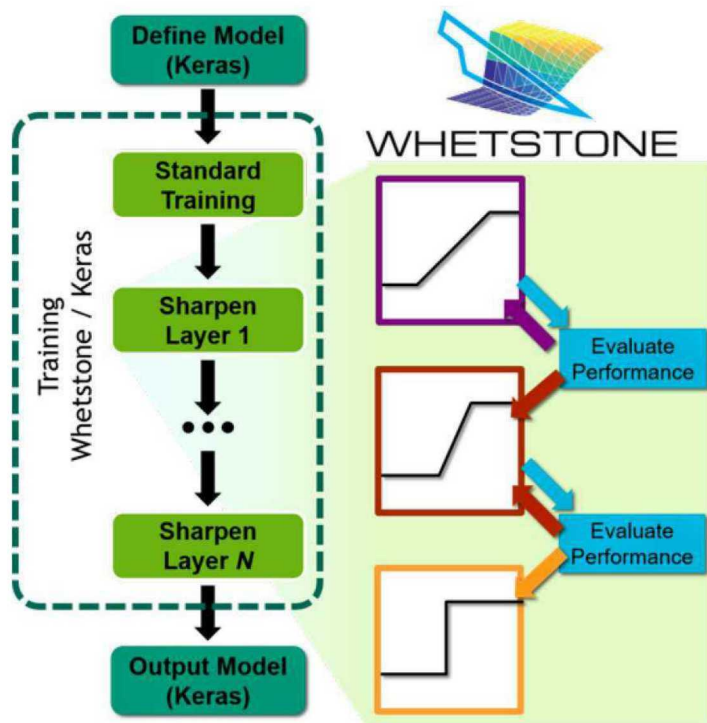 Define Model
(Keras)
WHETSTONE
Standard
Training
Sharpen
Layer 1
Training
Whetstone / Keras
Sharpen
Layer N
Output Model
(Keras)
Evaluate
Performance
Evaluate
Performance